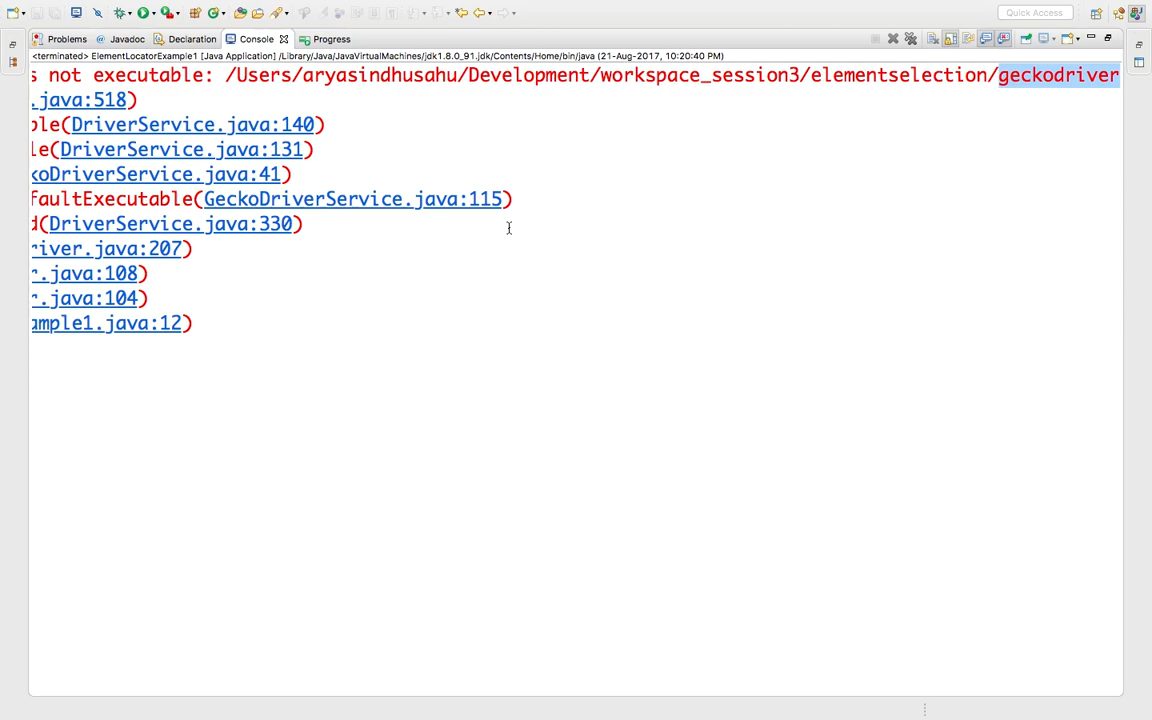 Quick Access
Problems @ Javadoc Declaration Console Progress
<terminated> ElementLocatorExample1 [Java Application] /Library/Java/JavaVirtualMachines/jdk1.8.0_91.jdk/Contents/Home/bin/java (21-Aug-2017, 10:20:40 PM)
s not executable: /Users/aryasindhusahu/Development/workspace_session3/elementselection/geckodriver
.java:518)
ble(DriverService.java:140)
le(DriverService.java:131)
koDriverService.java:41)
faultExecutable(GeckoDriverService.java:115)
d(DriverService.java:330)
river.java:207)
r.java:108)
r.java:104)
ample1.java:12)